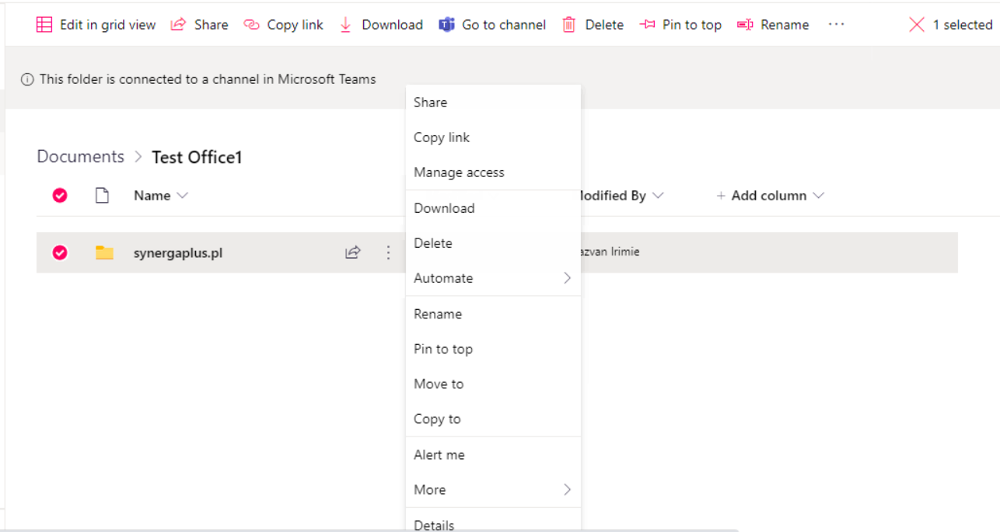 Edit in grid view Share Copy link Download Go to channel Delete Pin to top Rename ··· 1 selected
This folder is connected to a channel in Microsoft Teams
Share
Copy link
Manage access
Documents > Test Office1
Name odified By + Add column
Download
Delete
synergaplus.pl azvan Irimie
Automate
Rename
Pin to top
Move to
Copy to
Alert me
More
Details